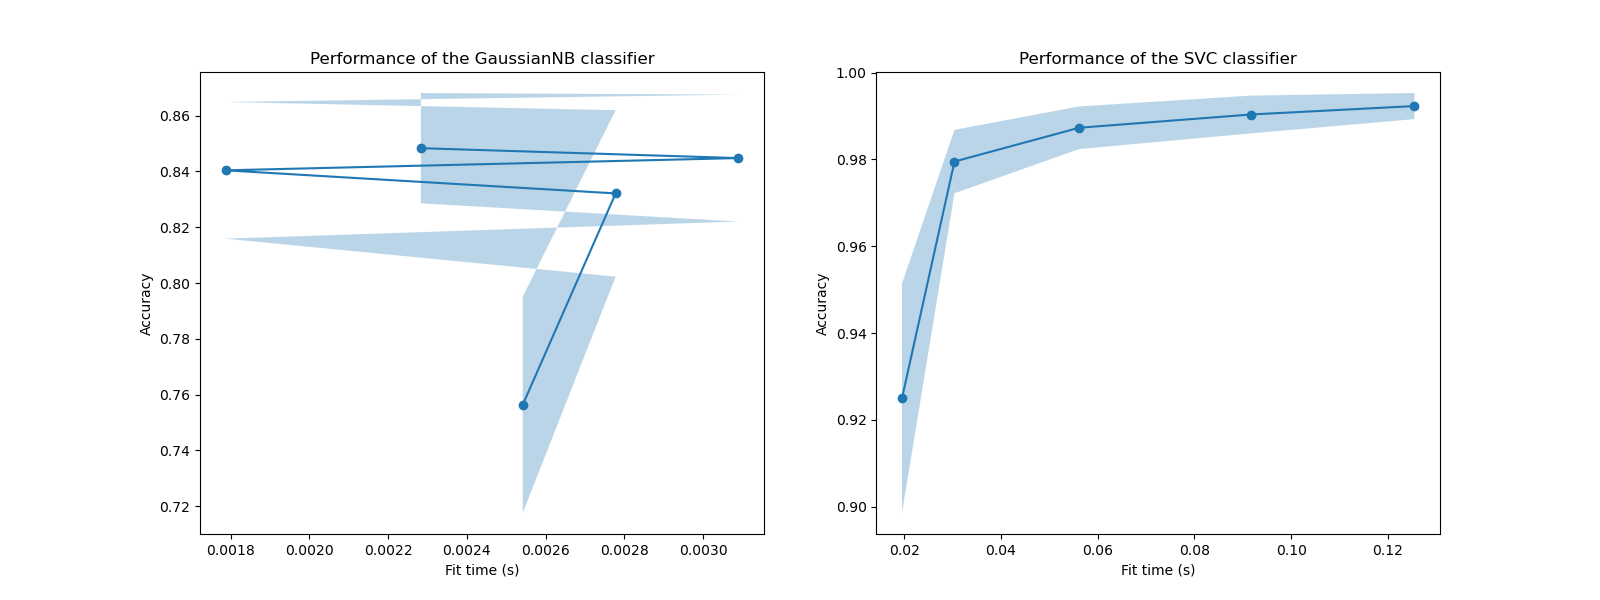 Performance of the GaussianNB classifier
Accuracy
0.86
0.84
0.82
0.80
0.78
0.76
0.74
0.72
0.0018 0.0020 0.0022 0.0024 0.0026 0.0028 0.0030
Fit time (s)
Performance of the SVC classifier
Accuracy
1.00
0.98
0.96
0.94
0.92
0.90
0.02 0.04 0.06 0.08 0.10 0.12
Fit time (s)